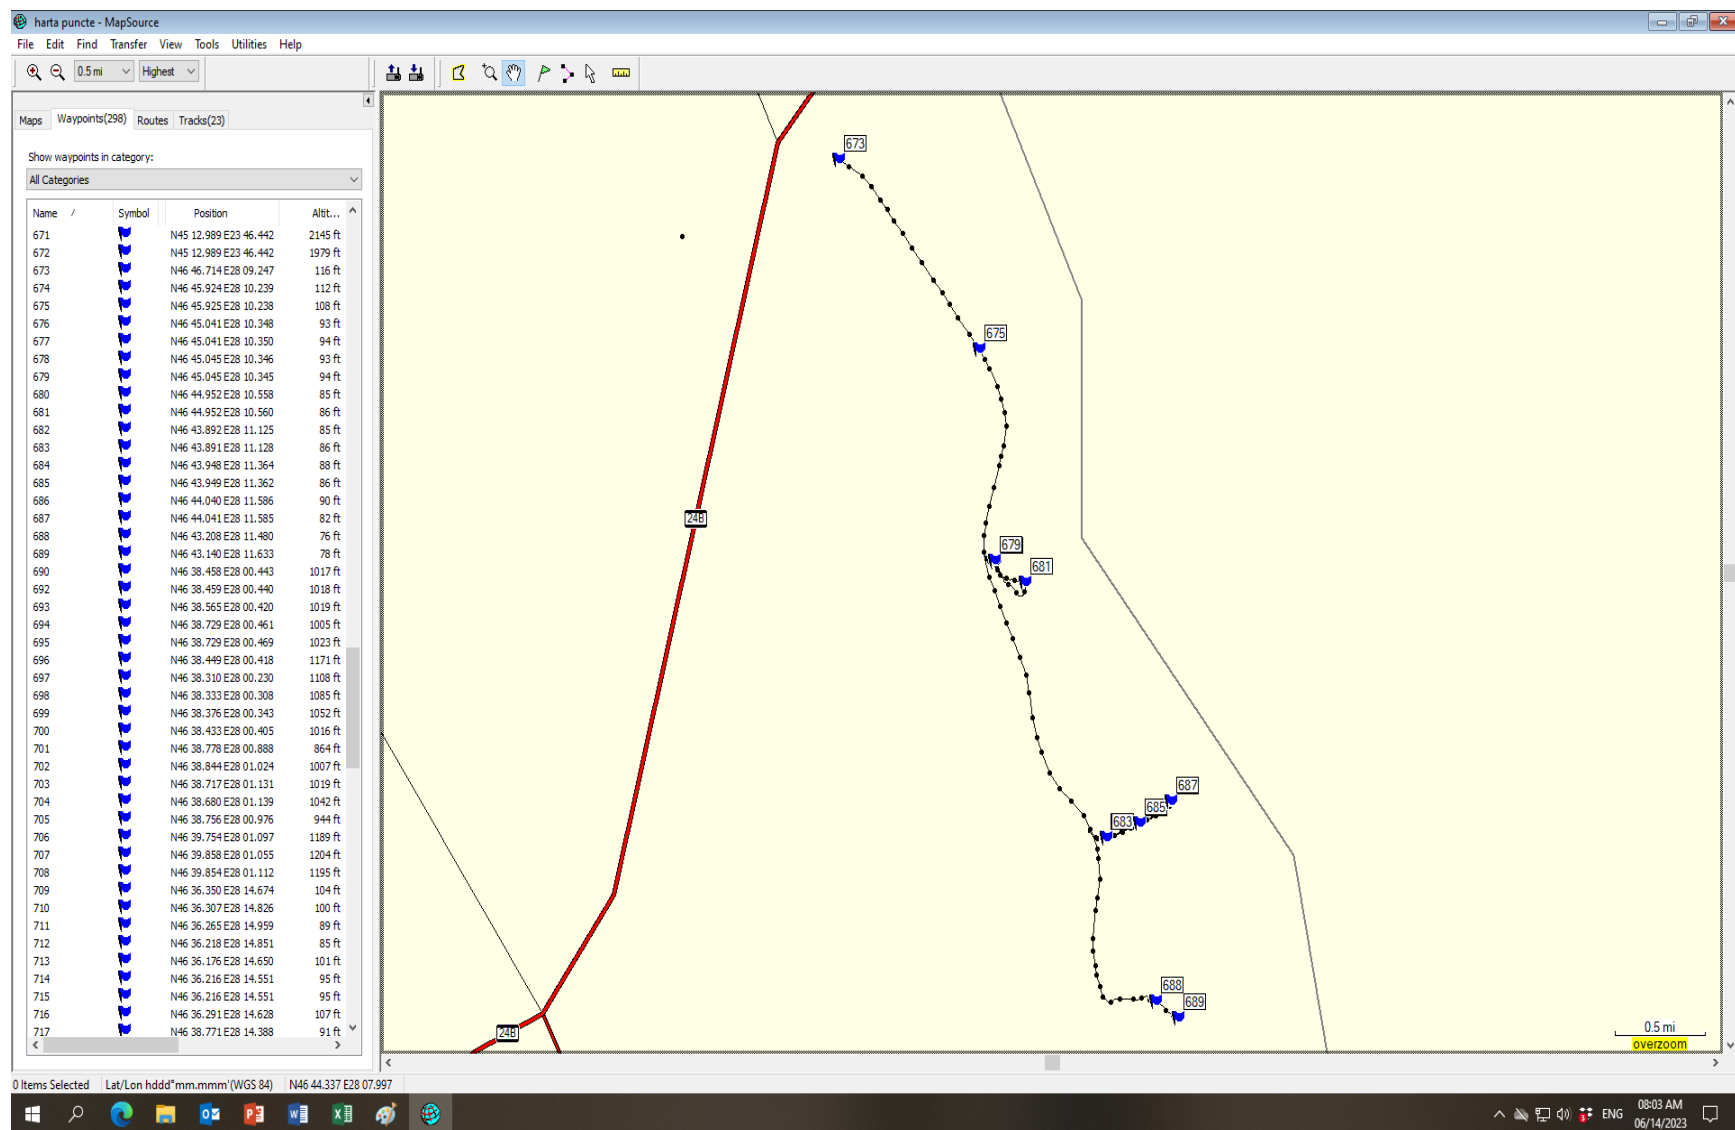 harta puncte - MapSource
File Edit Find Transfer View Tools Utilities Help
0.5 mi Highest
Maps Waypoints(298) Routes Tracks(23)
Show waypoints in category:
All Categories
Name / Symbol Position Altit...
671 N45 12.989 E23 46.442 2145 ft
672 N45 12.989 E23 46.442 1979 ft
673 N46 46.714 E28 09.247 116 ft
674 N46 45.924 E28 10.239 112 ft
675 N46 45.925 E28 10.238 108 ft
676 N46 45.041 E28 10.348 93 ft
677 N46 45.041 E28 10.350 94 ft
678 N46 45.045 E28 10.346 93 ft
679 N46 45.045 E28 10.345 94 ft
680 N46 44.952 E28 10.558 85 ft
681 N46 44.952 E28 10.560 86 ft
682 N46 43.892 E28 11.125 85 ft
683 N46 43.891 E28 11.128 86 ft
684 N46 43.948 E28 11.364 88 ft
685 N46 43.949 E28 11.362 86 ft
686 N46 44.040 E28 11.586 90 ft
687 N46 44.041 E28 11.585 82 ft
688 N46 43.208 E28 11.480 76 ft
689 N46 43.140 E28 11.633 78 ft
690 N46 38.458 E28 00.443 1017 ft
692 N46 38.459 E28 00.440 1018 ft
693 N46 38.565 E28 00.420 1019 ft
694 N46 38.729 E28 00.461 1005 ft
695 N46 38.729 E28 00.469 1023 ft
696 N46 38.449 E28 00.418 1171 ft
697 N46 38.310 E28 00.230 1108 ft
698 N46 38.333 E28 00.308 1085 ft
699 N46 38.376 E28 00.343 1052 ft
700 N46 38.433 E28 00.405 1016 ft
701 N46 38.778 E28 00.888 864 ft
702 N46 38.844 E28 01.024 1007 ft
703 N46 38.717 E28 01.131 1019 ft
704 N46 38.680 E28 01.139 1042 ft
705 N46 38.756 E28 00.976 944 ft
706 N46 39.754 E28 01.097 1189 ft
707 N46 39.858 E28 01.055 1204 ft
708 N46 39.854 E28 01.112 1195 ft
709 N46 36.350 E28 14.674 104 ft
710 N46 36.307 E28 14.826 100 ft
711 N46 36.265 E28 14.959 89 ft
712 N46 36.218 E28 14.851 85 ft
713 N46 36.176 E28 14.650 101 ft
714 N46 36.216 E28 14.551 95 ft
715 N46 36.216 E28 14.551 95 ft
716 N46 36.291 E28 14.628 107 ft
717 N46 38.771 E28 14.388 91 ft
673
675
24B
679
681
687
685
683
688
689
24B
0.5 mi
overzoom
0 Items Selected Lat/Lon hddd°mm.mmm'(WGS 84) N46 44.337 E28 07.997
ENG
08:03 AM
06/14/2023